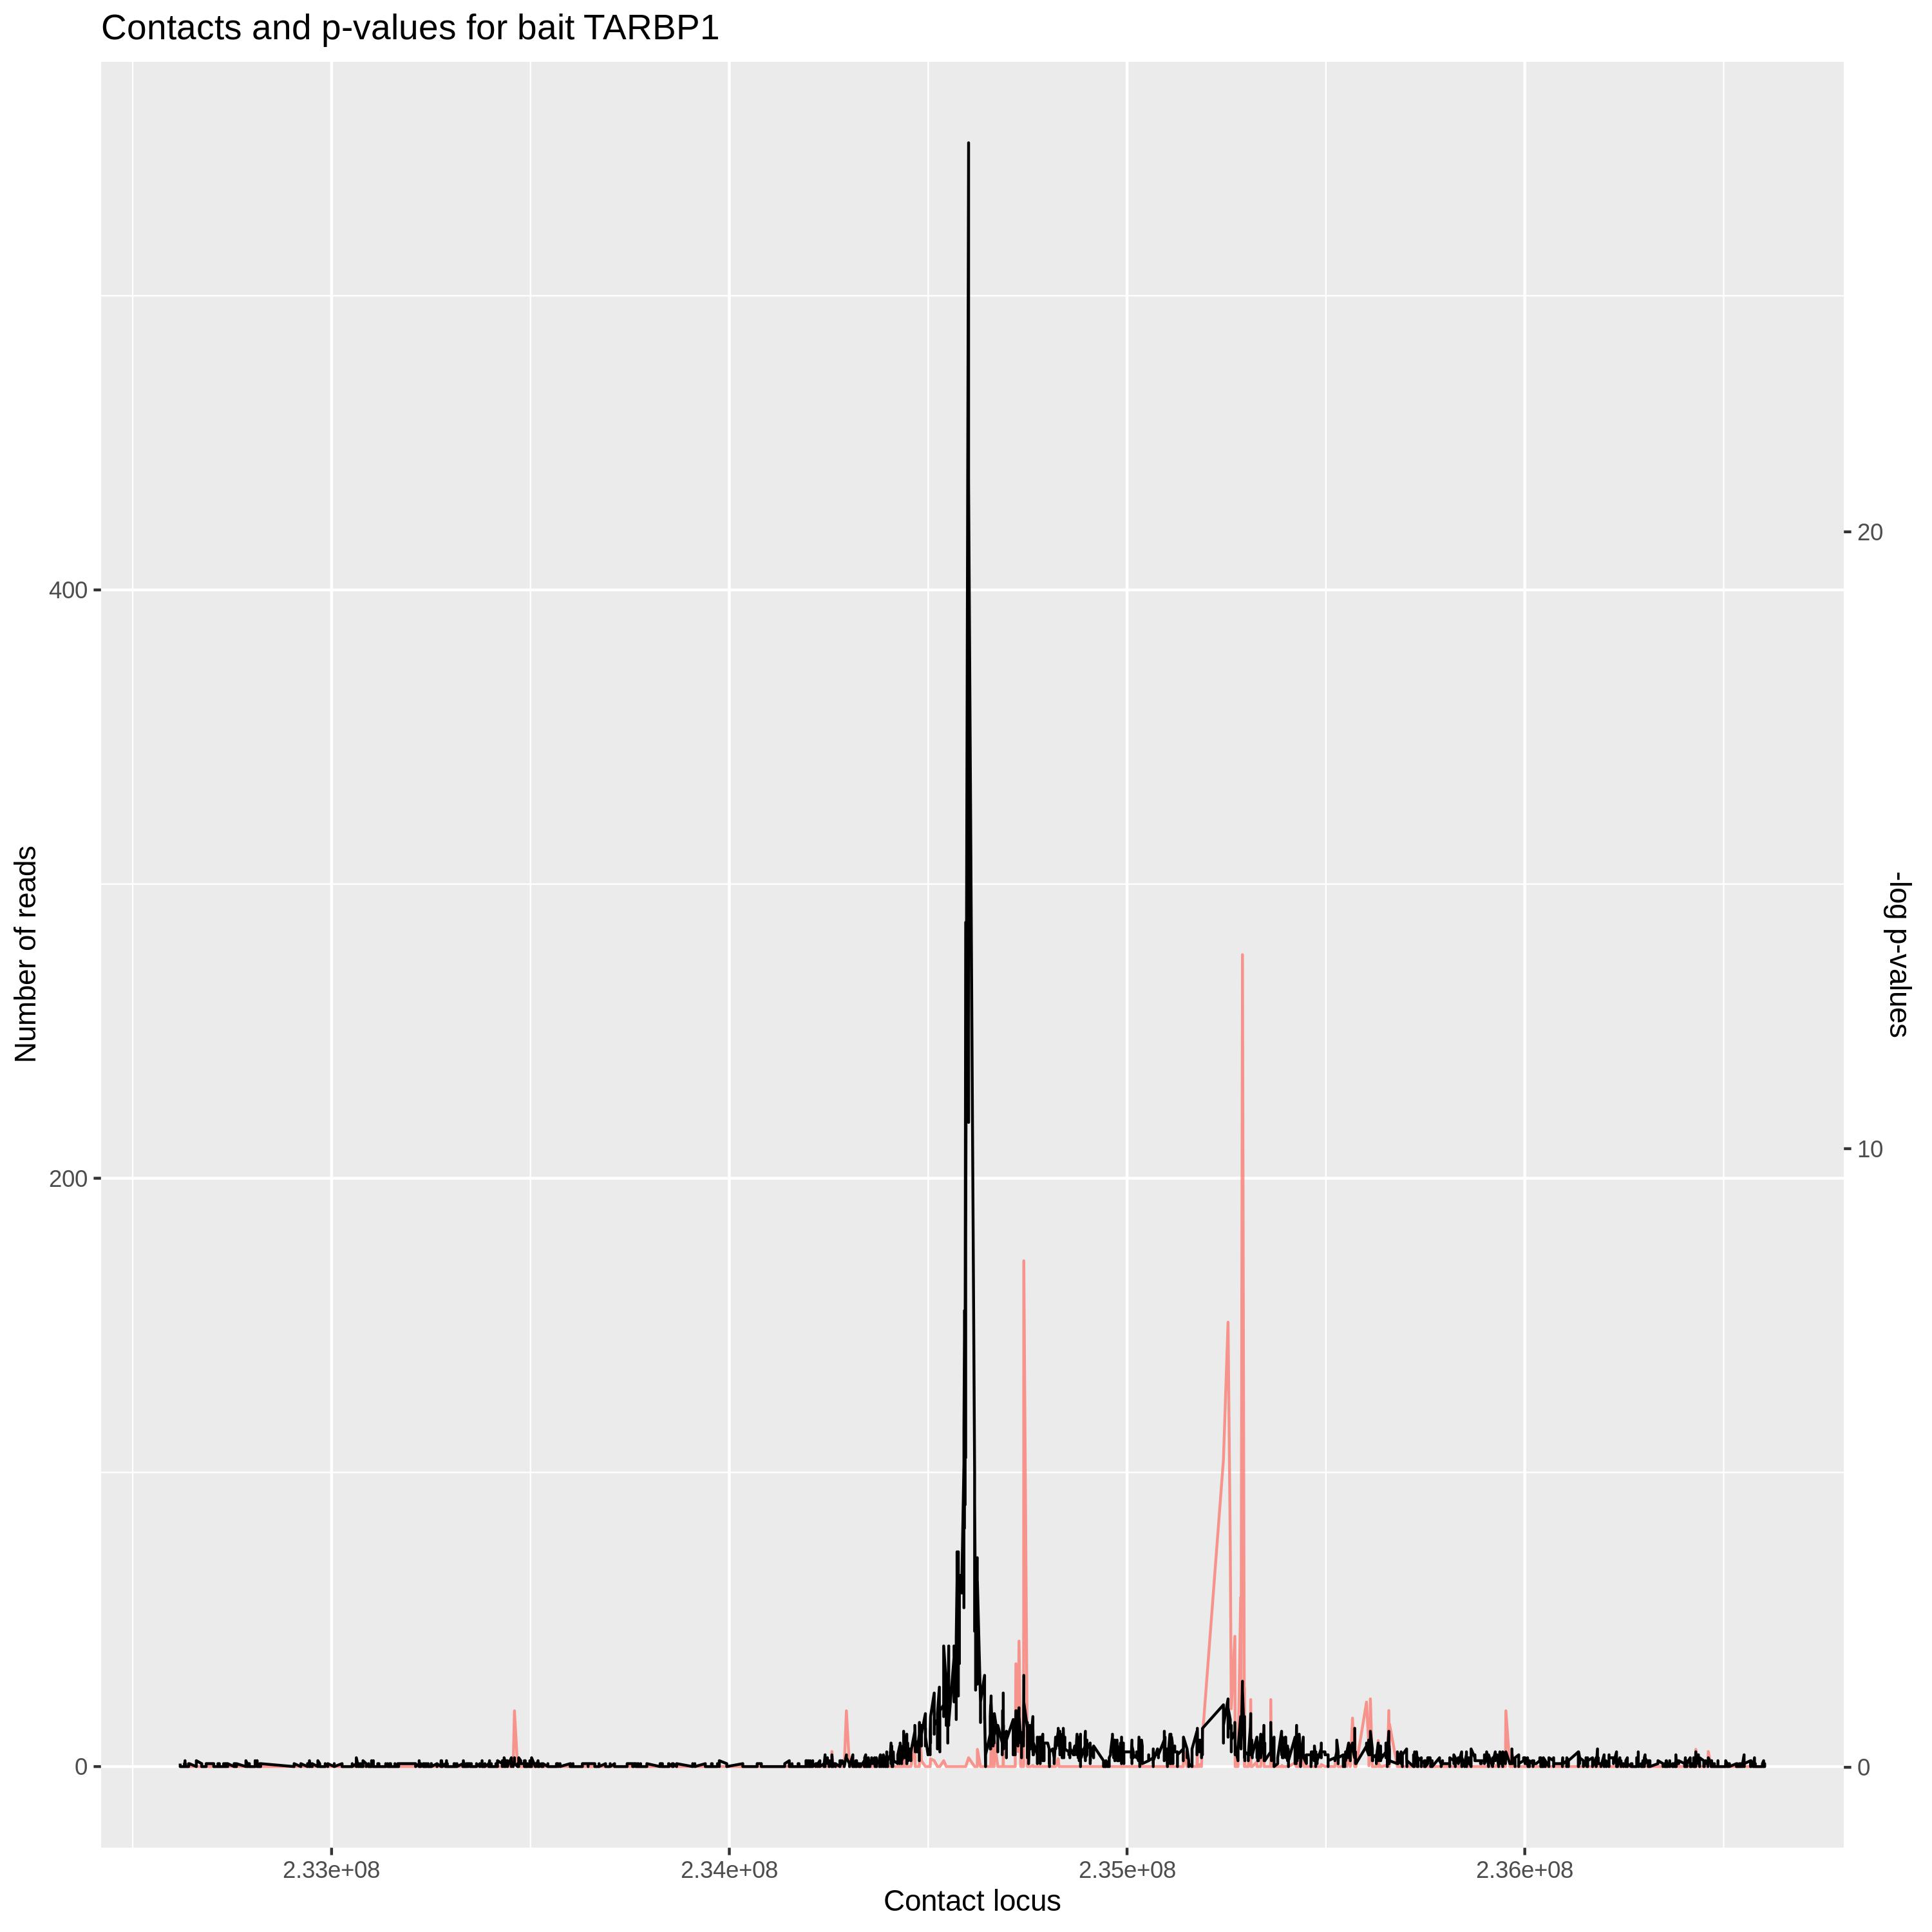 Contacts and p-values for bait TARBP1
Number of reads
400
200
0
20
10
0
-log p-values
2.33e+08
2.34e+08
2.35e+08
2.36e+08
Contact locus